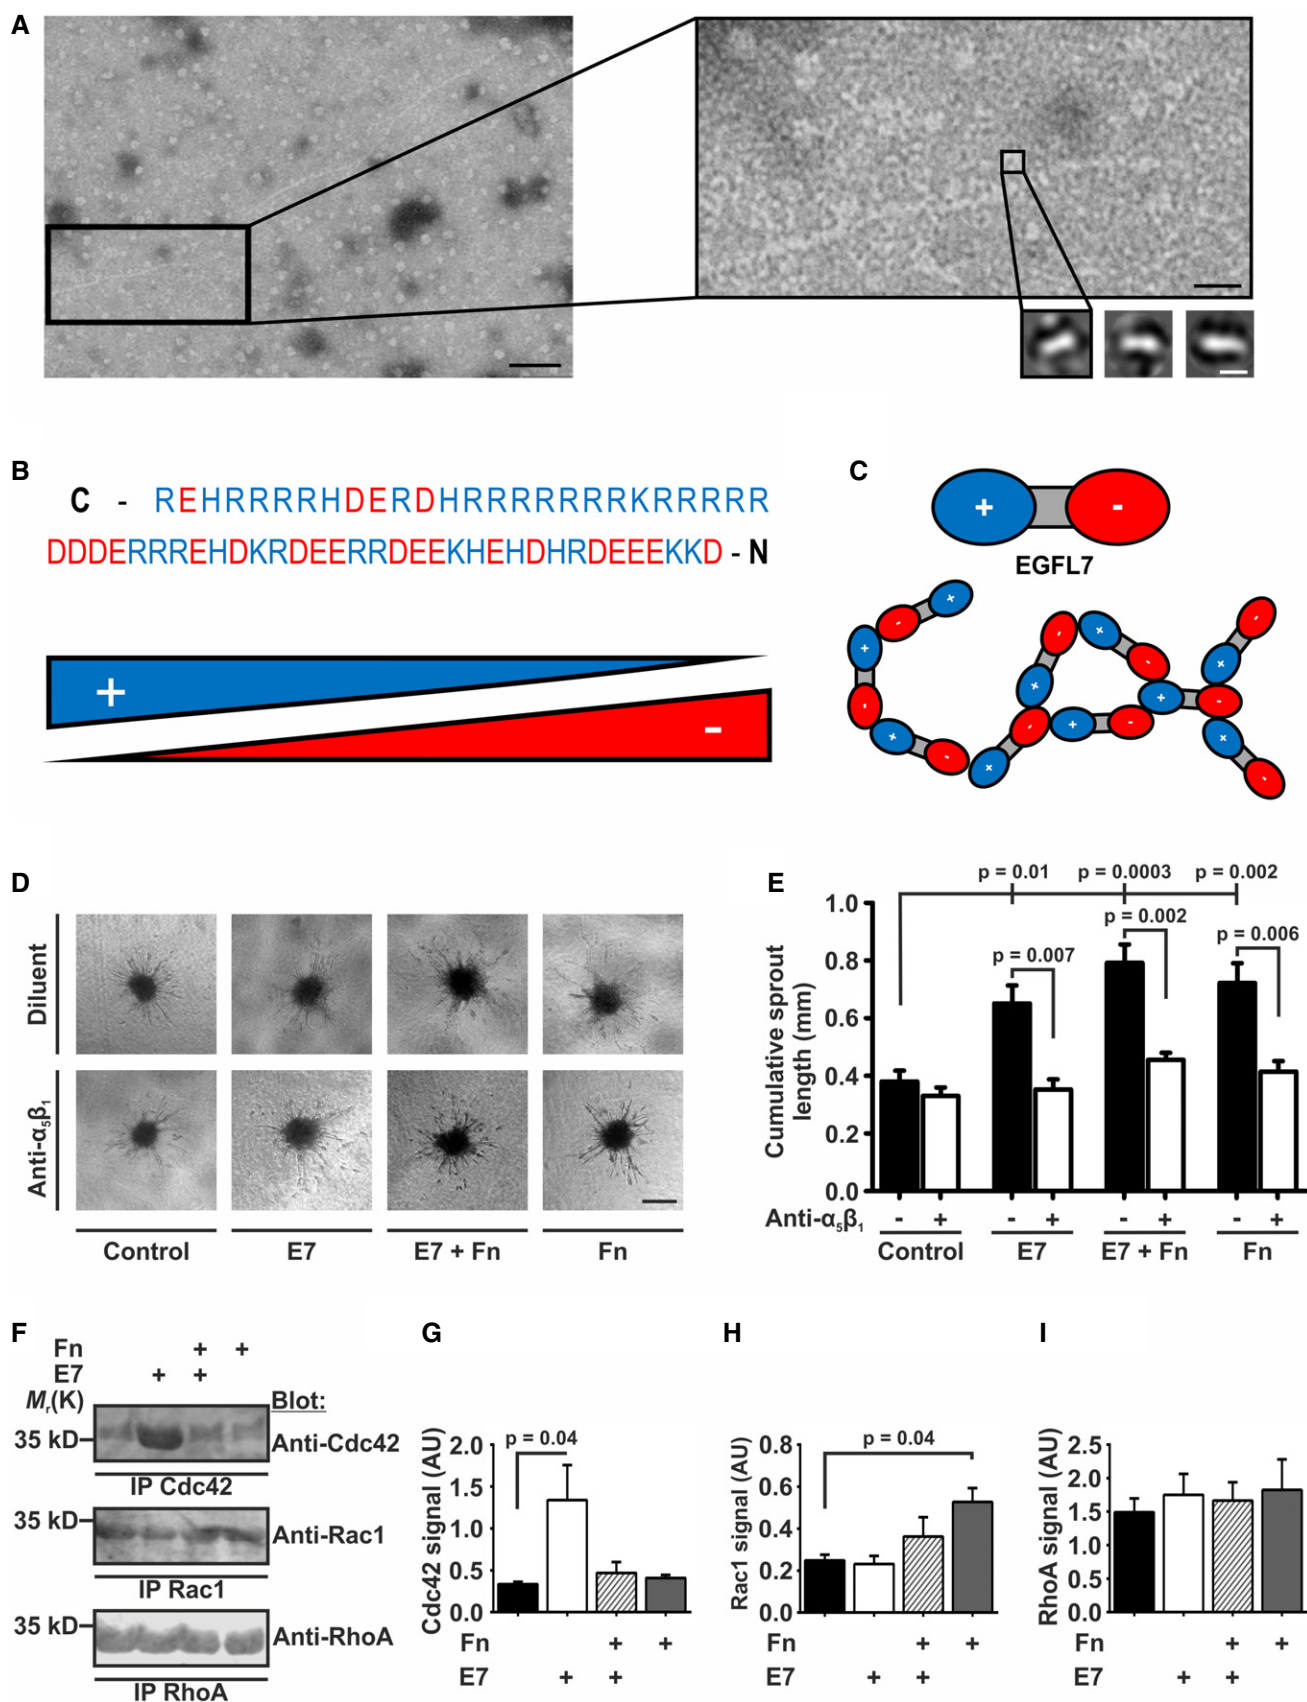 A
B
C - REHRRRRHDERDHRRRRRRRKRRRRR
DDDERRRREHDKRDEERRDEEKHEHDHRDEEEKKD - N
+
-
C
+ -
EGFL7
D
Diluent
Anti-α5β1
Control E7 E7 + Fn Fn
E
p = 0.01 p = 0.0003 p = 0.002
p = 0.007 p = 0.002 p = 0.006
Cumulative sprout
length (mm)
1.0
0.8
0.6
0.4
0.2
0.0
Anti-α5β1 - + - + - + - +
Control E7 E7 + Fn Fn
F
Fn + +
E7 + +
Mr(K) Blot:
35 kD Anti-Cdc42
IP Cdc42
35 kD Anti-Rac1
IP Rac1
35 kD Anti-RhoA
IP RhoA
G
Cdc42 signal (AU)
2.0
1.5
1.0
0.5
0.0
p = 0.04
Fn + +
E7 + +
H
Rac1 signal (AU)
0.8
0.6
0.4
0.2
0.0
p = 0.04
Fn + +
E7 + +
I
RhoA signal (AU)
2.5
2.0
1.5
1.0
0.5
0.0
Fn + +
E7 + +